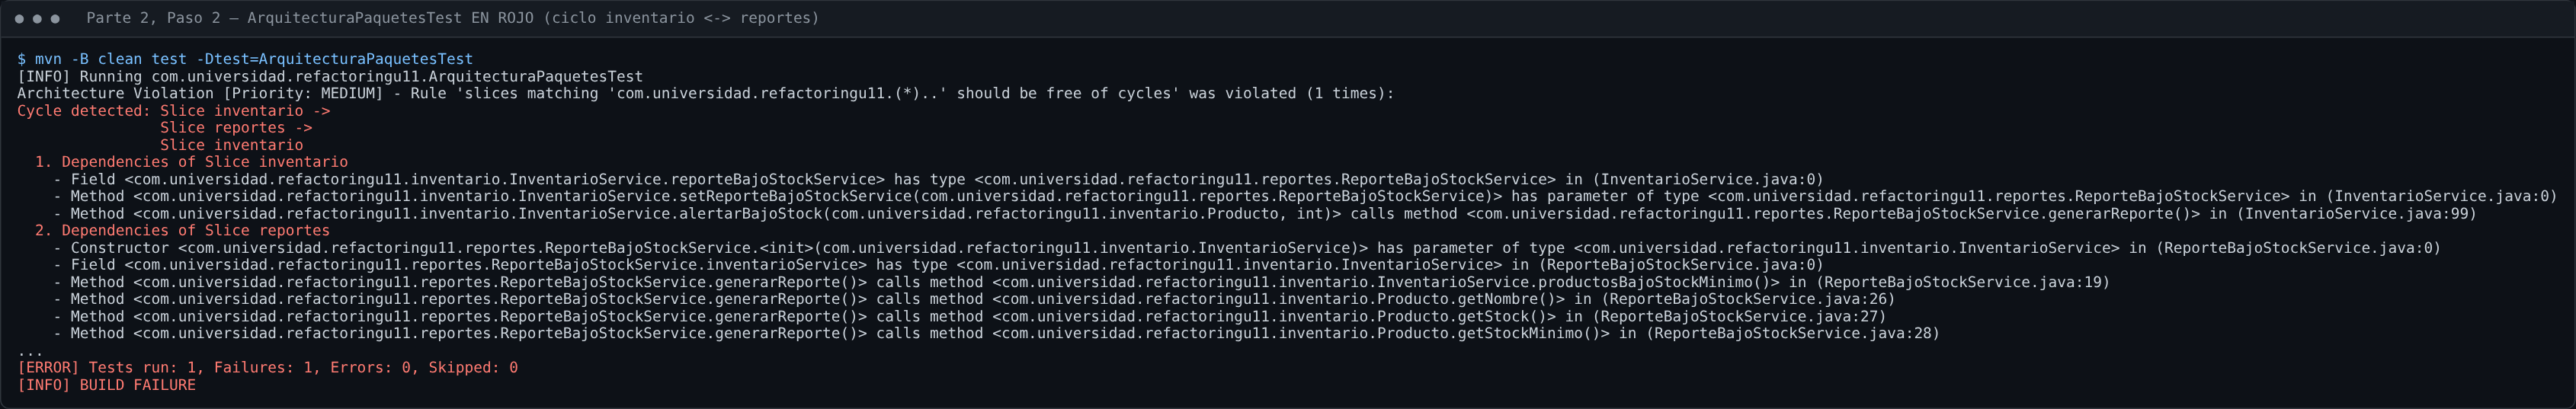 Parte 2, Paso 2 — ArquitecturaPaquetesTest EN ROJO (ciclo inventario <-> reportes)
$ mvn -B clean test -Dtest=ArquitecturaPaquetesTest
[INFO] Running com.universidad.refactoringu11.ArquitecturaPaquetesTest
Architecture Violation [Priority: MEDIUM] - Rule 'slices matching 'com.universidad.refactoringu11.(*)..' should be free of cycles' was violated (1 times):
Cycle detected: Slice inventario ->
Slice reportes ->
Slice inventario
1. Dependencies of Slice inventario
- Field <com.universidad.refactoringu11.inventario.InventarioService.reporteBajoStockService> has type <com.universidad.refactoringu11.reportes.ReporteBajoStockService> in (InventarioService.java:0)
- Method <com.universidad.refactoringu11.inventario.InventarioService.setReporteBajoStockService(com.universidad.refactoringu11.reportes.ReporteBajoStockService)> has parameter of type <com.universidad.refactoringu11.reportes.ReporteBajoStockService> in (InventarioService.java:0)
- Method <com.universidad.refactoringu11.inventario.InventarioService.alertarBajoStock(com.universidad.refactoringu11.inventario.Producto, int)> calls method <com.universidad.refactoringu11.reportes.ReporteBajoStockService.generarReporte()> in (InventarioService.java:99)
2. Dependencies of Slice reportes
- Constructor <com.universidad.refactoringu11.reportes.ReporteBajoStockService.<init>(com.universidad.refactoringu11.inventario.InventarioService)> has parameter of type <com.universidad.refactoringu11.inventario.InventarioService> in (ReporteBajoStockService.java:0)
- Field <com.universidad.refactoringu11.reportes.ReporteBajoStockService.inventarioService> has type <com.universidad.refactoringu11.inventario.InventarioService> in (ReporteBajoStockService.java:0)
- Method <com.universidad.refactoringu11.reportes.ReporteBajoStockService.generarReporte()> calls method <com.universidad.refactoringu11.inventario.InventarioService.productosBajoStockMinimo()> in (ReporteBajoStockService.java:19)
- Method <com.universidad.refactoringu11.reportes.ReporteBajoStockService.generarReporte()> calls method <com.universidad.refactoringu11.inventario.Producto.getNombre()> in (ReporteBajoStockService.java:26)
- Method <com.universidad.refactoringu11.reportes.ReporteBajoStockService.generarReporte()> calls method <com.universidad.refactoringu11.inventario.Producto.getStock()> in (ReporteBajoStockService.java:27)
- Method <com.universidad.refactoringu11.reportes.ReporteBajoStockService.generarReporte()> calls method <com.universidad.refactoringu11.inventario.Producto.getStockMinimo()> in (ReporteBajoStockService.java:28)
...
[ERROR] Tests run: 1, Failures: 1, Errors: 0, Skipped: 0
[INFO] BUILD FAILURE